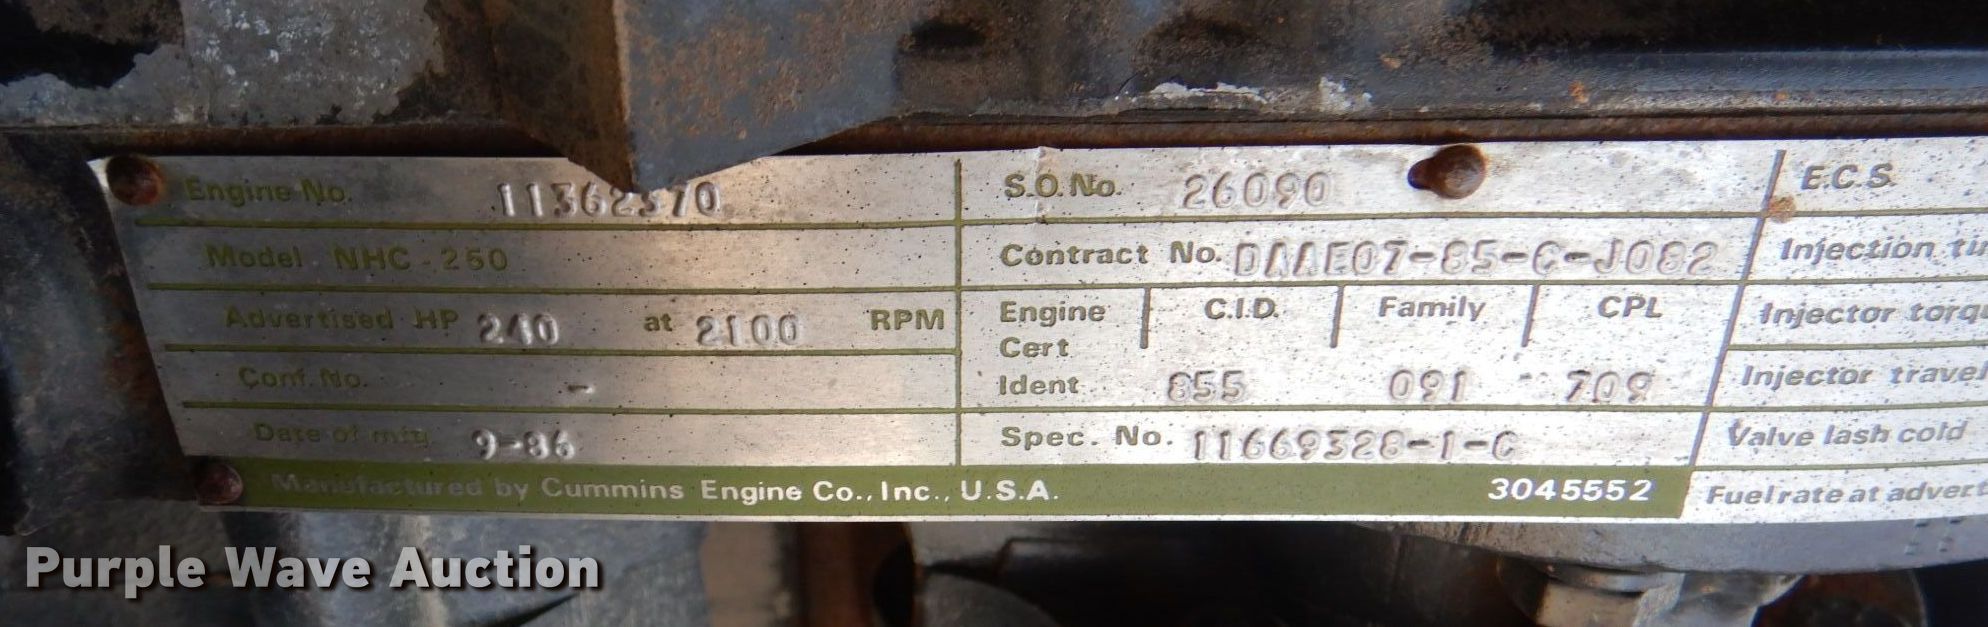 Engine No. 11362370 S.O. No. 26090 E.C.S.
Model NHC - 250 Contract No. DAAE07-85-C-J082 Injection
Advertised HP 240 at 2100 RPM Engine C.I.D. Family CPL Injector
Cert
Conf. No. - Ident 855 091 709 Injector travel
Date of mfg 9-86 Spec. No. 11669328-1-C Valve lash cold
Manufactured by Cummins Engine Co., Inc., U.S.A. 3045552 Fuel rate at
Purple Wave Auction